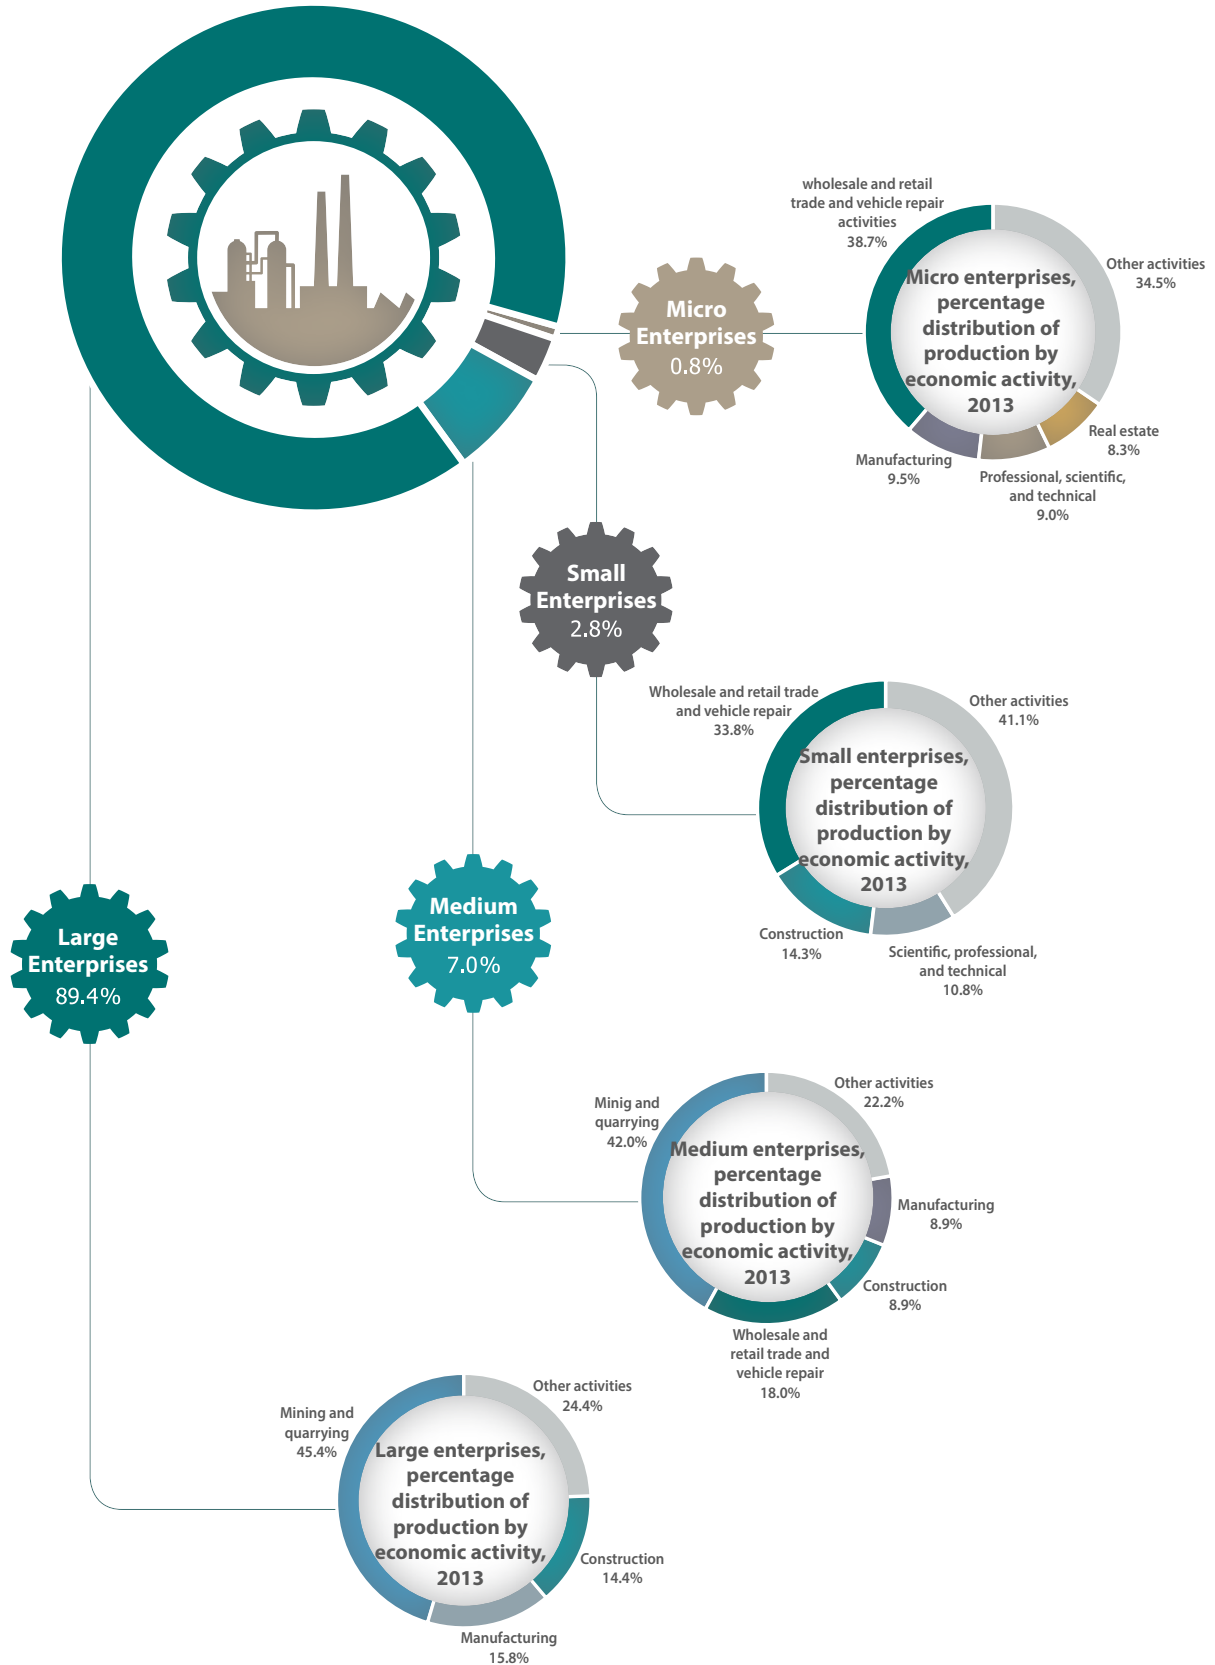 wholesale and retail
trade and vehicle repair
activities
38.7%
Other activities
34.5%
Micro enterprises,
percentage
distribution of
production by
economic activity,
2013
Real estate
8.3%
Manufacturing
9.5%
Professional, scientific,
and technical
9.0%
Micro
Enterprises
0.8%
Small
Enterprises
2.8%
Wholesale and retail trade
and vehicle repair
33.8%
Other activities
41.1%
Small enterprises,
percentage
distribution of
production by
economic activity,
2013
Construction
14.3%
Scientific, professional,
and technical
10.8%
Medium
Enterprises
7.0%
Large
Enterprises
89.4%
Minig and
quarrying
42.0%
Other activities
22.2%
Medium enterprises,
percentage
distribution of
production by
economic activity,
2013
Manufacturing
8.9%
Construction
8.9%
Wholesale and
retail trade and
vehicle repair
18.0%
Mining and
quarrying
45.4%
Other activities
24.4%
Large enterprises,
percentage
distribution of
production by
economic activity,
2013
Construction
14.4%
Manufacturing
15.8%